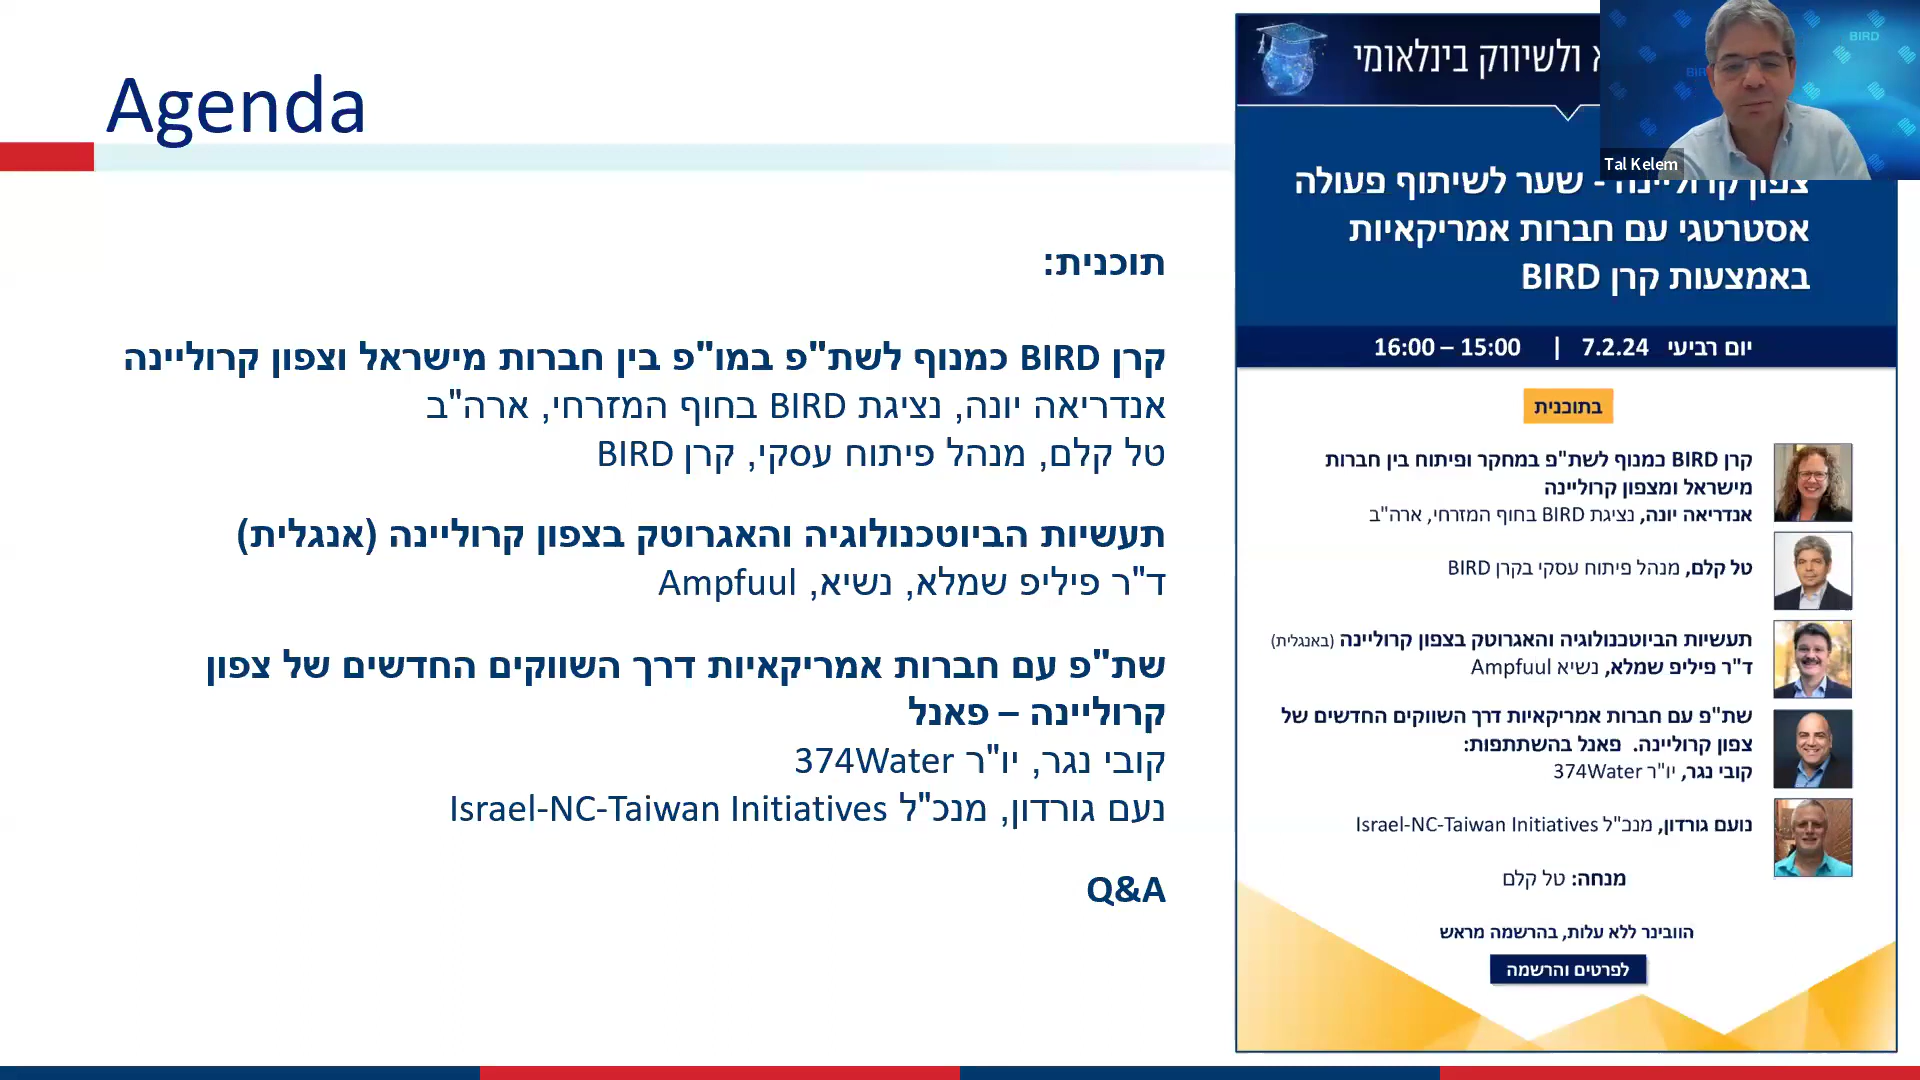 Agenda
תוכנית:
קרן BIRD כמנוף לשת"פ במו"פ בין חברות מישראל וצפון קרוליינה
אנדריאה יונה, נציגת BIRD בחוף המזרחי, ארה"ב
טל קלם, מנהל פיתוח עסקי, קרן BIRD
תעשיות הביוטכנולוגיה והאגרוטק בצפון קרוליינה (אנגלית)
ד"ר פיליפ שמלא, נשיא, Ampfuul
שת"פ עם חברות אמריקאיות דרך השווקים החדשים של צפון
קרוליינה – פאנל
קובי נגר, יו"ר 374Water
נעם גורדון, מנכ"ל Israel-NC-Taiwan Initiatives
Q&A
ולשיווק בינלאומי
BIRD
Tal Kelem
צפון קרוליינה - שער לשיתוף פעולה
אסטרטגי עם חברות אמריקאיות
באמצעות קרן BIRD
יום רביעי 7.2.24 | 15:00 – 16:00
בתוכנית
קרן BIRD כמנוף לשת"פ במחקר ופיתוח בין חברות
מישראל ומצפון קרוליינה
אנדריאה יונה, נציגת BIRD בחוף המזרחי, ארה"ב
טל קלם, מנהל פיתוח עסקי בקרן BIRD
תעשיות הביוטכנולוגיה והאגרוטק בצפון קרוליינה (באנגלית)
ד"ר פיליפ שמלא, נשיא Ampfuul
שת"פ עם חברות אמריקאיות דרך השווקים החדשים של
צפון קרוליינה. פאנל בהשתתפות:
קובי נגר, יו"ר 374Water
נועם גורדון, מנכ"ל Israel-NC-Taiwan Initiatives
מנחה: טל קלם
הוובינר ללא עלות, בהרשמה מראש
לפרטים והרשמה